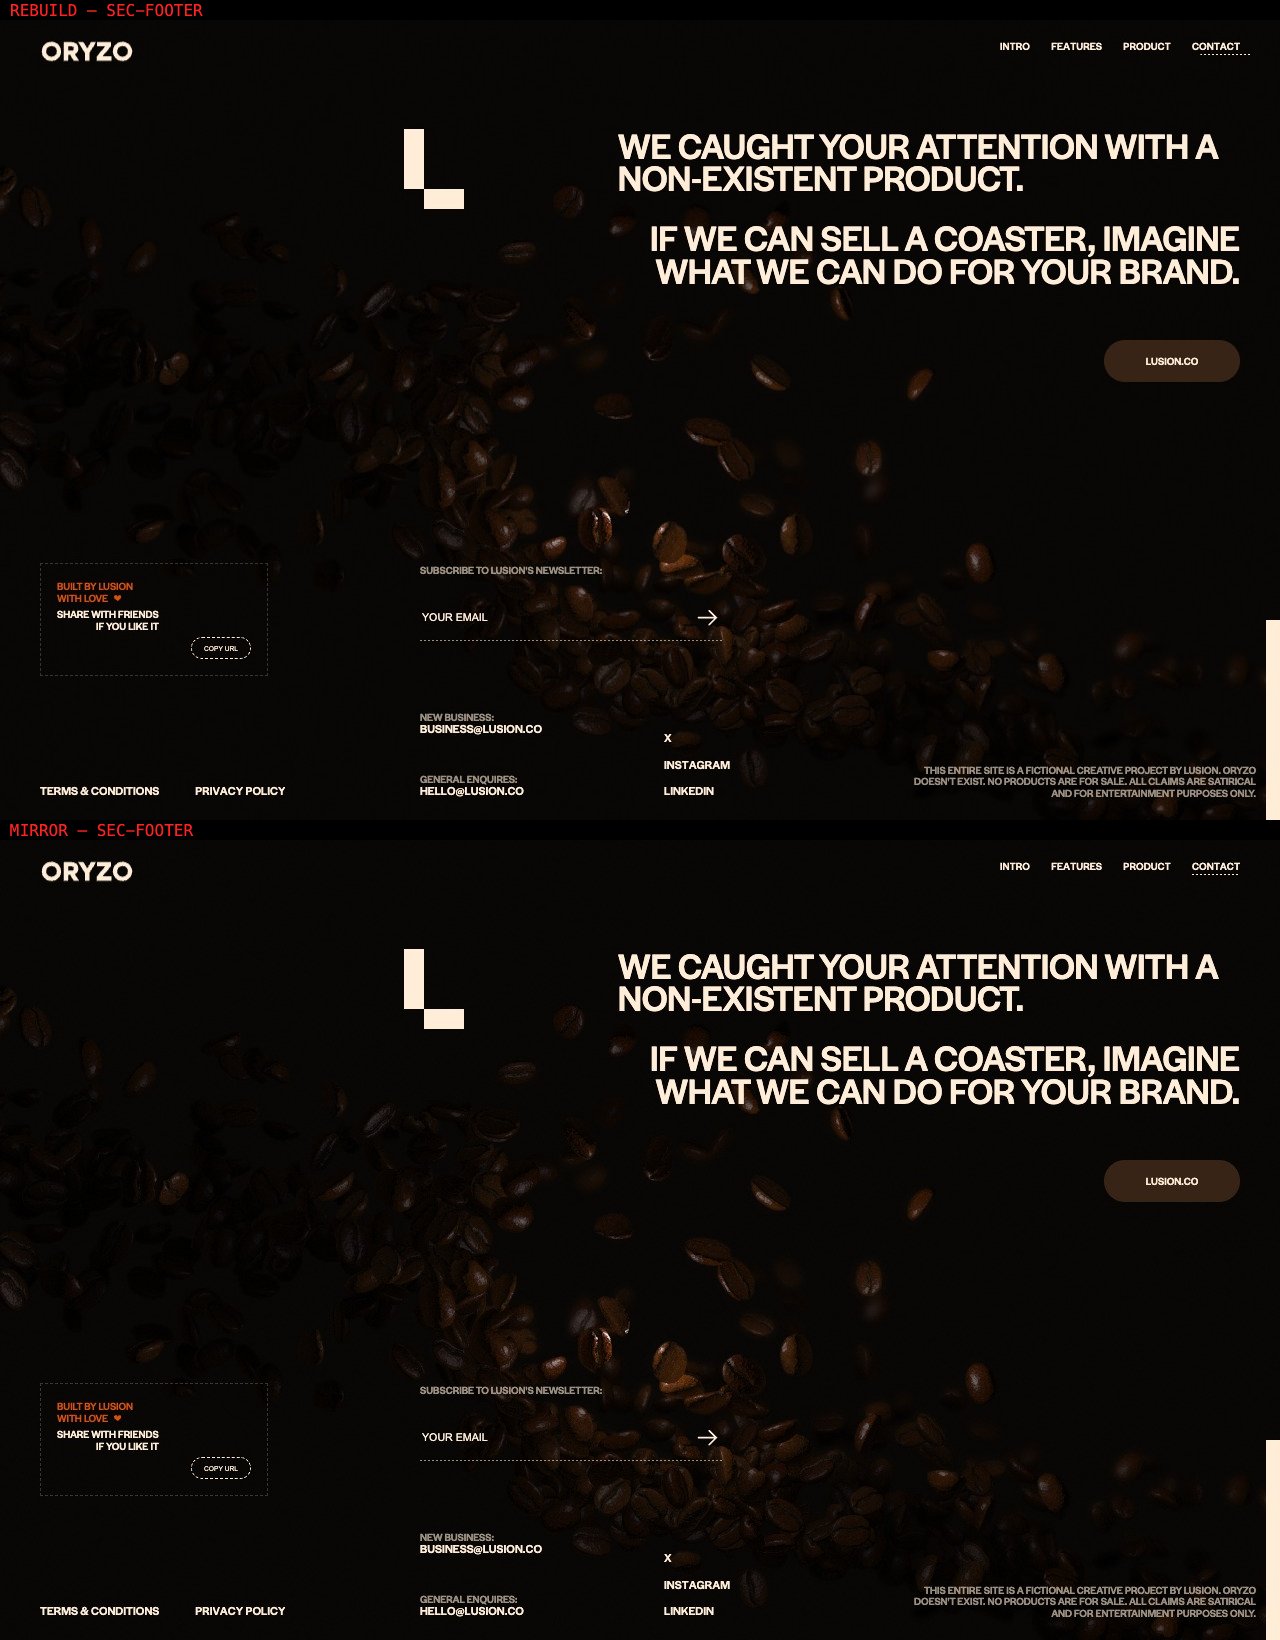 REBUILD — SEC-FOOTER
ORYZO
INTRO FEATURES PRODUCT CONTACT
WE CAUGHT YOUR ATTENTION WITH A
NON-EXISTENT PRODUCT.
IF WE CAN SELL A COASTER, IMAGINE
WHAT WE CAN DO FOR YOUR BRAND.
LUSION.CO
BUILT BY LUSION
WITH LOVE ❤
SHARE WITH FRIENDS
IF YOU LIKE IT
COPY URL
SUBSCRIBE TO LUSION'S NEWSLETTER:
YOUR EMAIL
NEW BUSINESS:
BUSINESS@LUSION.CO
GENERAL ENQUIRES:
HELLO@LUSION.CO
X
INSTAGRAM
LINKEDIN
TERMS & CONDITIONS PRIVACY POLICY
THIS ENTIRE SITE IS A FICTIONAL CREATIVE PROJECT BY LUSION. ORYZO
DOESN'T EXIST. NO PRODUCTS ARE FOR SALE. ALL CLAIMS ARE SATIRICAL
AND FOR ENTERTAINMENT PURPOSES ONLY.
MIRROR — SEC-FOOTER
ORYZO
INTRO FEATURES PRODUCT CONTACT
WE CAUGHT YOUR ATTENTION WITH A
NON-EXISTENT PRODUCT.
IF WE CAN SELL A COASTER, IMAGINE
WHAT WE CAN DO FOR YOUR BRAND.
LUSION.CO
BUILT BY LUSION
WITH LOVE ❤
SHARE WITH FRIENDS
IF YOU LIKE IT
COPY URL
SUBSCRIBE TO LUSION'S NEWSLETTER:
YOUR EMAIL
NEW BUSINESS:
BUSINESS@LUSION.CO
GENERAL ENQUIRES:
HELLO@LUSION.CO
X
INSTAGRAM
LINKEDIN
TERMS & CONDITIONS PRIVACY POLICY
THIS ENTIRE SITE IS A FICTIONAL CREATIVE PROJECT BY LUSION. ORYZO
DOESN'T EXIST. NO PRODUCTS ARE FOR SALE. ALL CLAIMS ARE SATIRICAL
AND FOR ENTERTAINMENT PURPOSES ONLY.